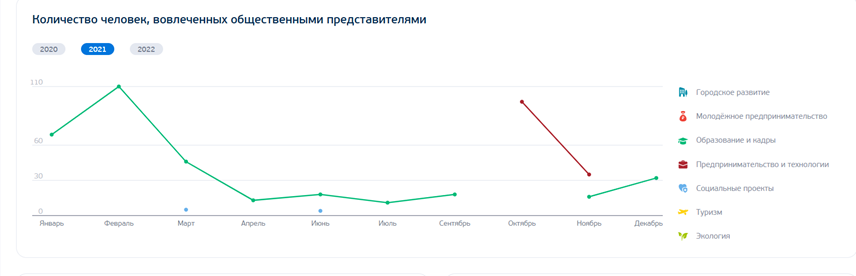 Количество человек, вовлеченных общественными представителями
2020 2021 2022
110
60
30
0
Январь Февраль Март Апрель Июнь Июль Сентябрь Октябрь Ноябрь Декабрь
Городское развитие
Молодёжное предпринимательство
Образование и кадры
Предпринимательство и технологии
Социальные проекты
Туризм
Экология